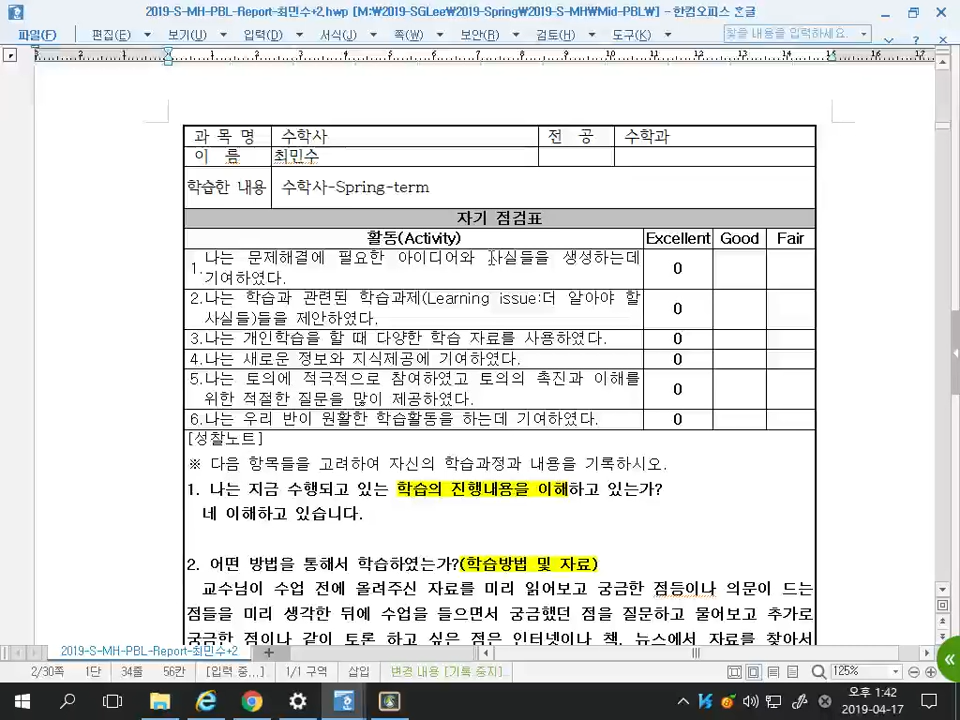 2019-S-MH-PBL-Report-최민수+2.hwp [M:\2019-SGLee\2019-Spring\2019-S-MH\Mid-PBL\] - 한컴오피스 한글
파일(F) 편집(E) 보기(U) 입력(D) 서식(J) 쪽(W) 보안(R) 검토(H) 도구(K) 찾을 내용을 입력하세요.
2 1 1 2 3 4 5 6 7 8 9 10 11 12 13 14 15 16 17
과 목 명 수학사 전 공 수학과
이 름 최민수
학습한 내용 수학사-Spring-term
자기 점검표
활동(Activity) Excellent Good Fair
1. 나는 문제해결에 필요한 아이디어와 사실들을 생성하는데 0
기여하였다.
2.나는 학습과 관련된 학습과제(Learning issue:더 알아야 할 0
사실들)들을 제안하였다.
3.나는 개인학습을 할 때 다양한 학습 자료를 사용하였다. 0
4.나는 새로운 정보와 지식제공에 기여하였다. 0
5.나는 토의에 적극적으로 참여하였고 토의의 촉진과 이해를 0
위한 적절한 질문을 많이 제공하였다.
6.나는 우리 반이 원활한 학습활동을 하는데 기여하였다. 0
[성찰노트]
※ 다음 항목들을 고려하여 자신의 학습과정과 내용을 기록하시오.
1. 나는 지금 수행되고 있는 학습의 진행내용을 이해하고 있는가?
네 이해하고 있습니다.
2. 어떤 방법을 통해서 학습하였는가?(학습방법 및 자료)
교수님이 수업 전에 올려주신 자료를 미리 읽어보고 궁금한 점등이나 의문이 드는
점들을 미리 생각한 뒤에 수업을 들으면서 궁금했던 점을 질문하고 물어보고 추가로
궁금한 점이나 같이 토론 하고 싶은 점은 인터넷이나 책, 뉴스에서 자료를 찾아서
2019-S-MH-PBL-Report-최민수+2
2/30쪽 1단 34줄 56칸 [입력 중...] 1/1 구역 삽입 변경 내용 [기록 중지] 125%
오후 1:42
2019-04-17